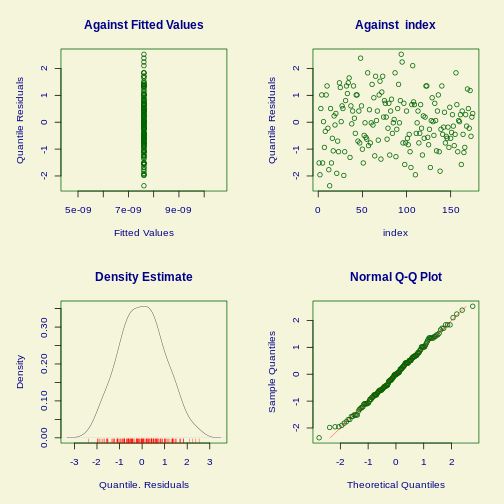 Against Fitted Values
Quantile Residuals
2
1
0
-1
-2
5e-09 7e-09 9e-09
Fitted Values
Against index
Quantile Residuals
2
1
0
-1
-2
0 50 100 150
index
Density Estimate
Density
0.30
0.20
0.10
0.00
-3 -2 -1 0 1 2 3
Quantile. Residuals
Normal Q-Q Plot
Sample Quantiles
2
1
0
-1
-2
-2 -1 0 1 2
Theoretical Quantiles